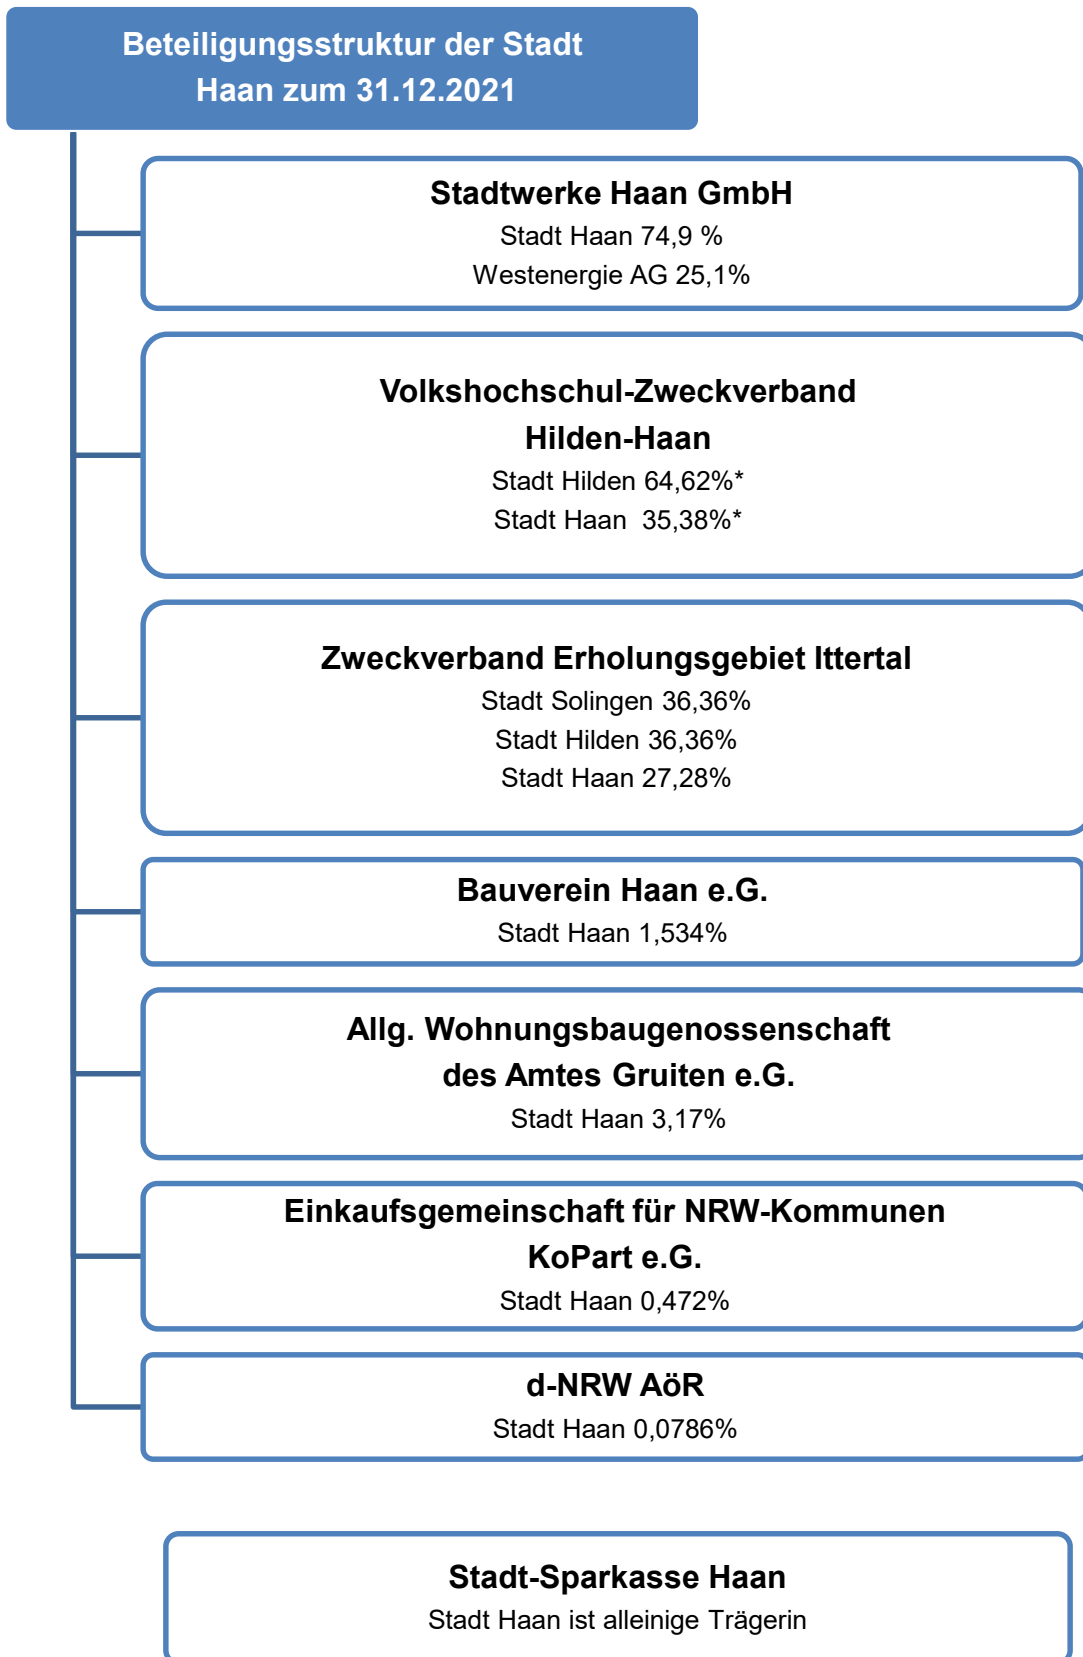 Beteiligungsstruktur der Stadt
Haan zum 31.12.2021
Stadtwerke Haan GmbH
Stadt Haan 74,9 %
Westenergie AG 25,1%
Volkshochschul-Zweckverband
Hilden-Haan
Stadt Hilden 64,62%*
Stadt Haan  35,38%*
Zweckverband Erholungsgebiet Ittertal
Stadt Solingen 36,36%
Stadt Hilden 36,36%
Stadt Haan 27,28%
Bauverein Haan e.G.
Stadt Haan 1,534%
Allg. Wohnungsbaugenossenschaft
des Amtes Gruiten e.G.
Stadt Haan 3,17%
Einkaufsgemeinschaft für NRW-Kommunen
KoPart e.G.
Stadt Haan 0,472%
d-NRW AöR
Stadt Haan 0,0786%
Stadt-Sparkasse Haan
Stadt Haan ist alleinige Trägerin